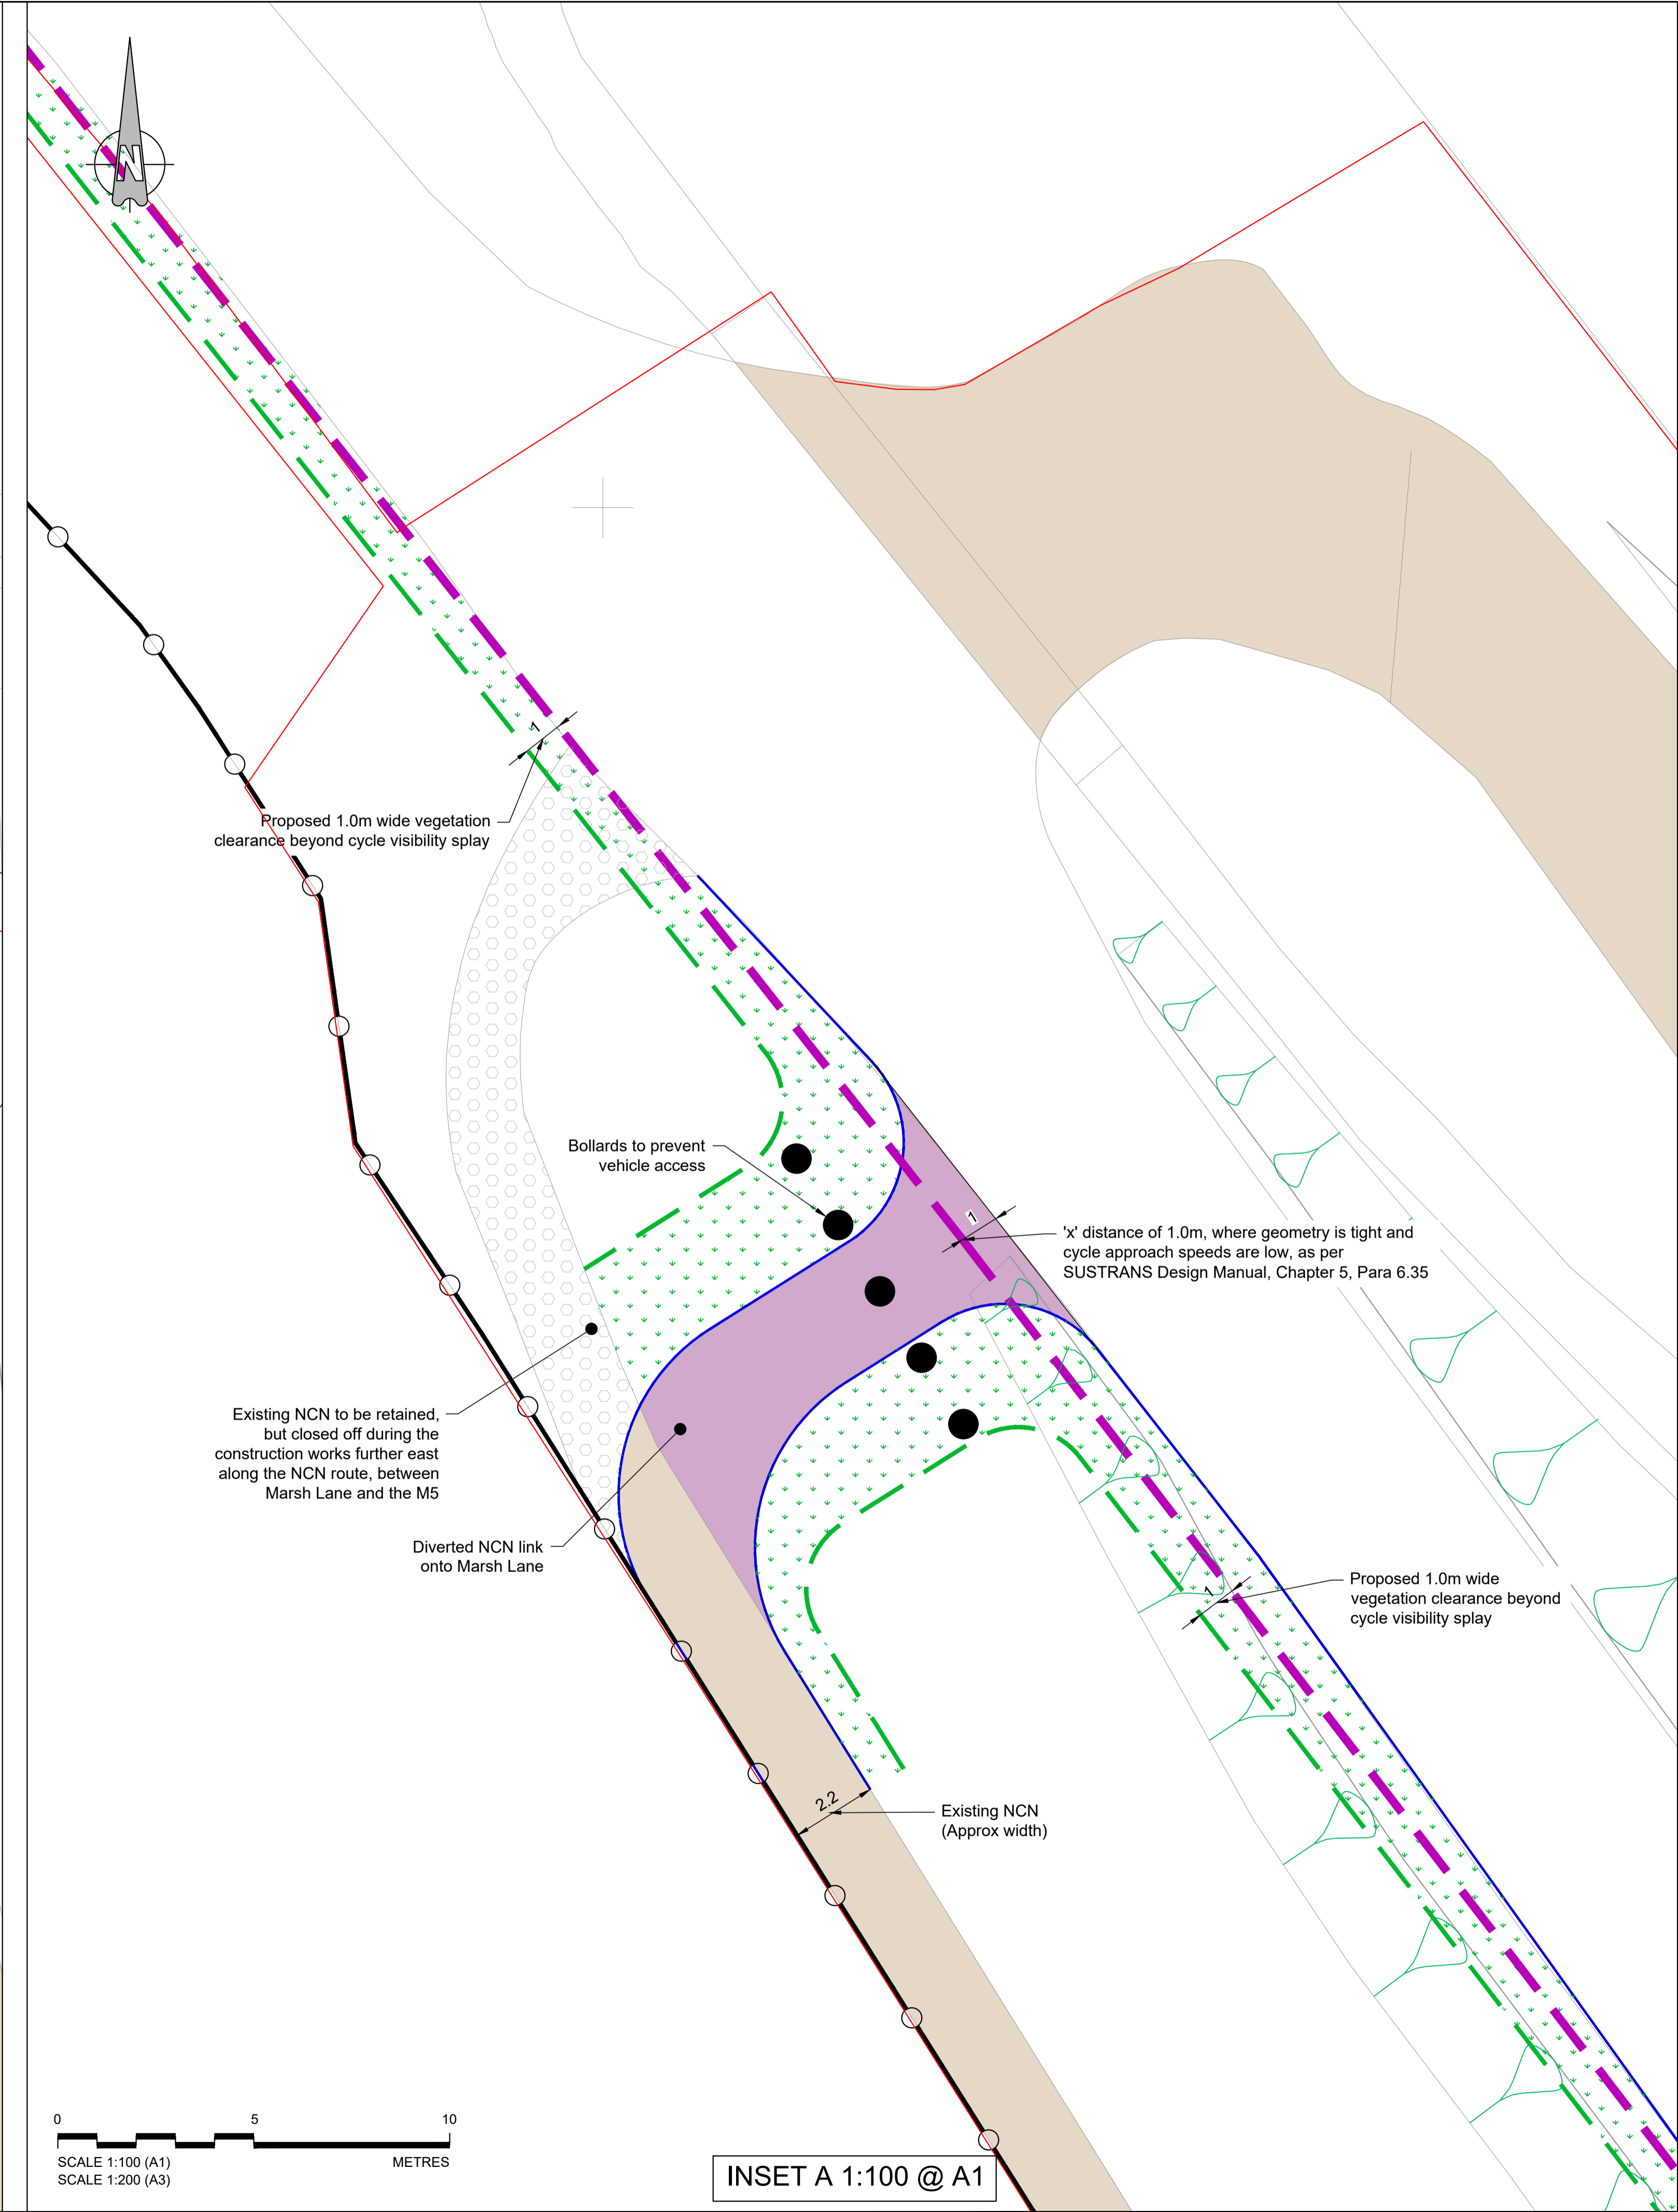 N
1
Proposed 1.0m wide vegetation
clearance beyond cycle visibility splay
Bollards to prevent
vehicle access
1
'x' distance of 1.0m, where geometry is tight and
cycle approach speeds are low, as per
SUSTRANS Design Manual, Chapter 5, Para 6.35
Existing NCN to be retained,
but closed off during the
construction works further east
along the NCN route, between
Marsh Lane and the M5
Diverted NCN link
onto Marsh Lane
1
Proposed 1.0m wide
vegetation clearance beyond
cycle visibility splay
2.2
Existing NCN
(Approx width)
0 5 10
SCALE 1:100 (A1) METRES
SCALE 1:200 (A3)
INSET A 1:100 @ A1